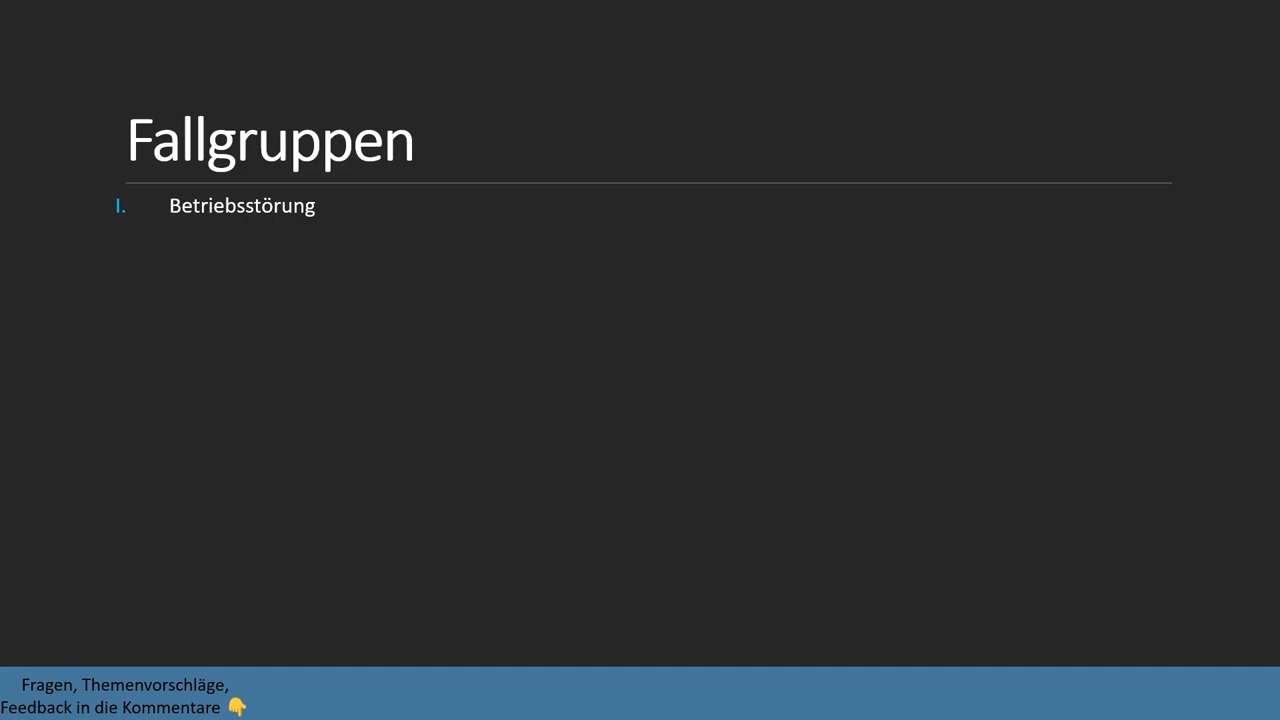 Fallgruppen
I. Betriebsstörung
Fragen, Themenvorschläge,
Feedback in die Kommentare 👇